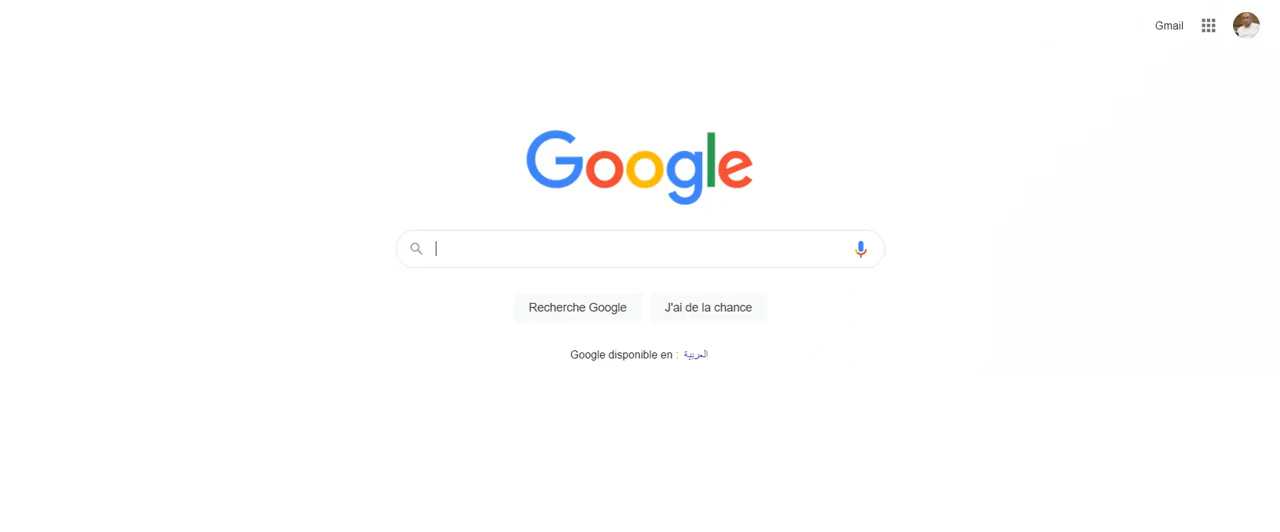 Gmail
Google
Recherche Google
J'ai de la chance
Google disponible en : العربية